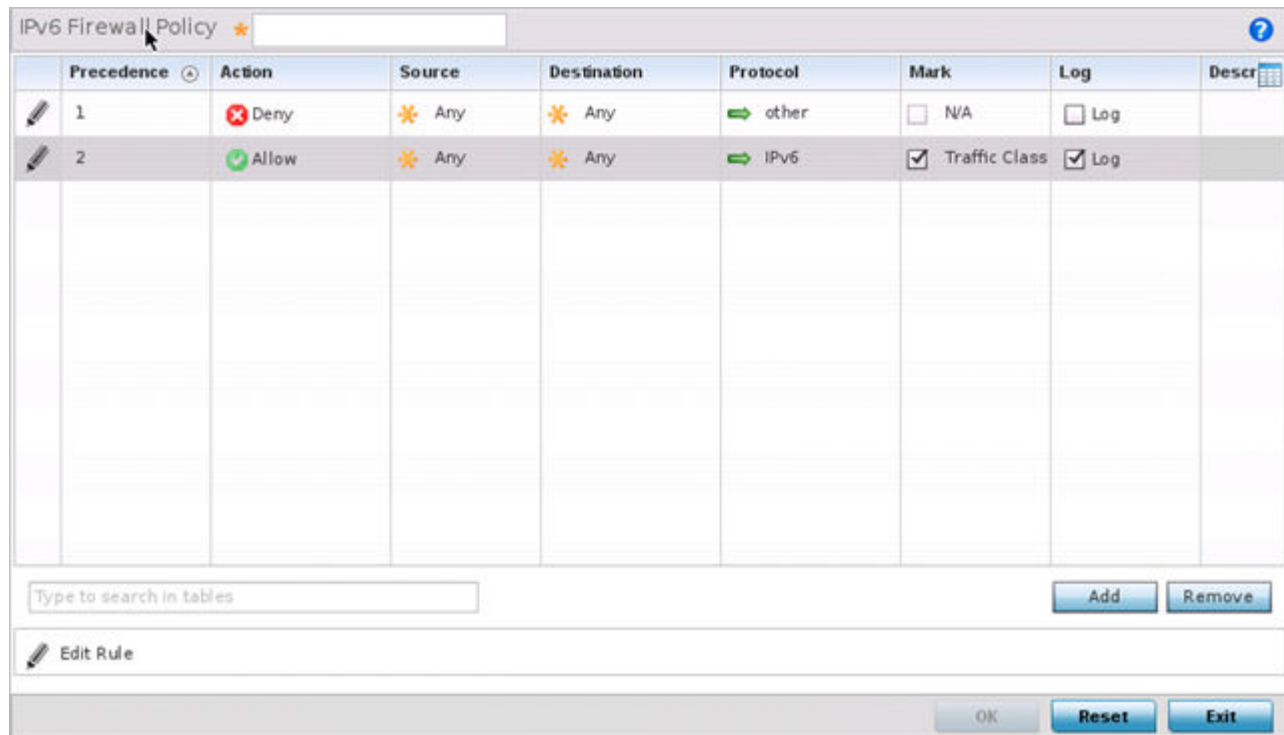 IPv6 Firewall Policy
Precedence Action Source Destination Protocol Mark Log Descr
1 Deny Any Any other N/A Log
2 Allow Any Any IPv6 Traffic Class Log
Type to search in tables
Add Remove
Edit Rule
OK Reset Exit